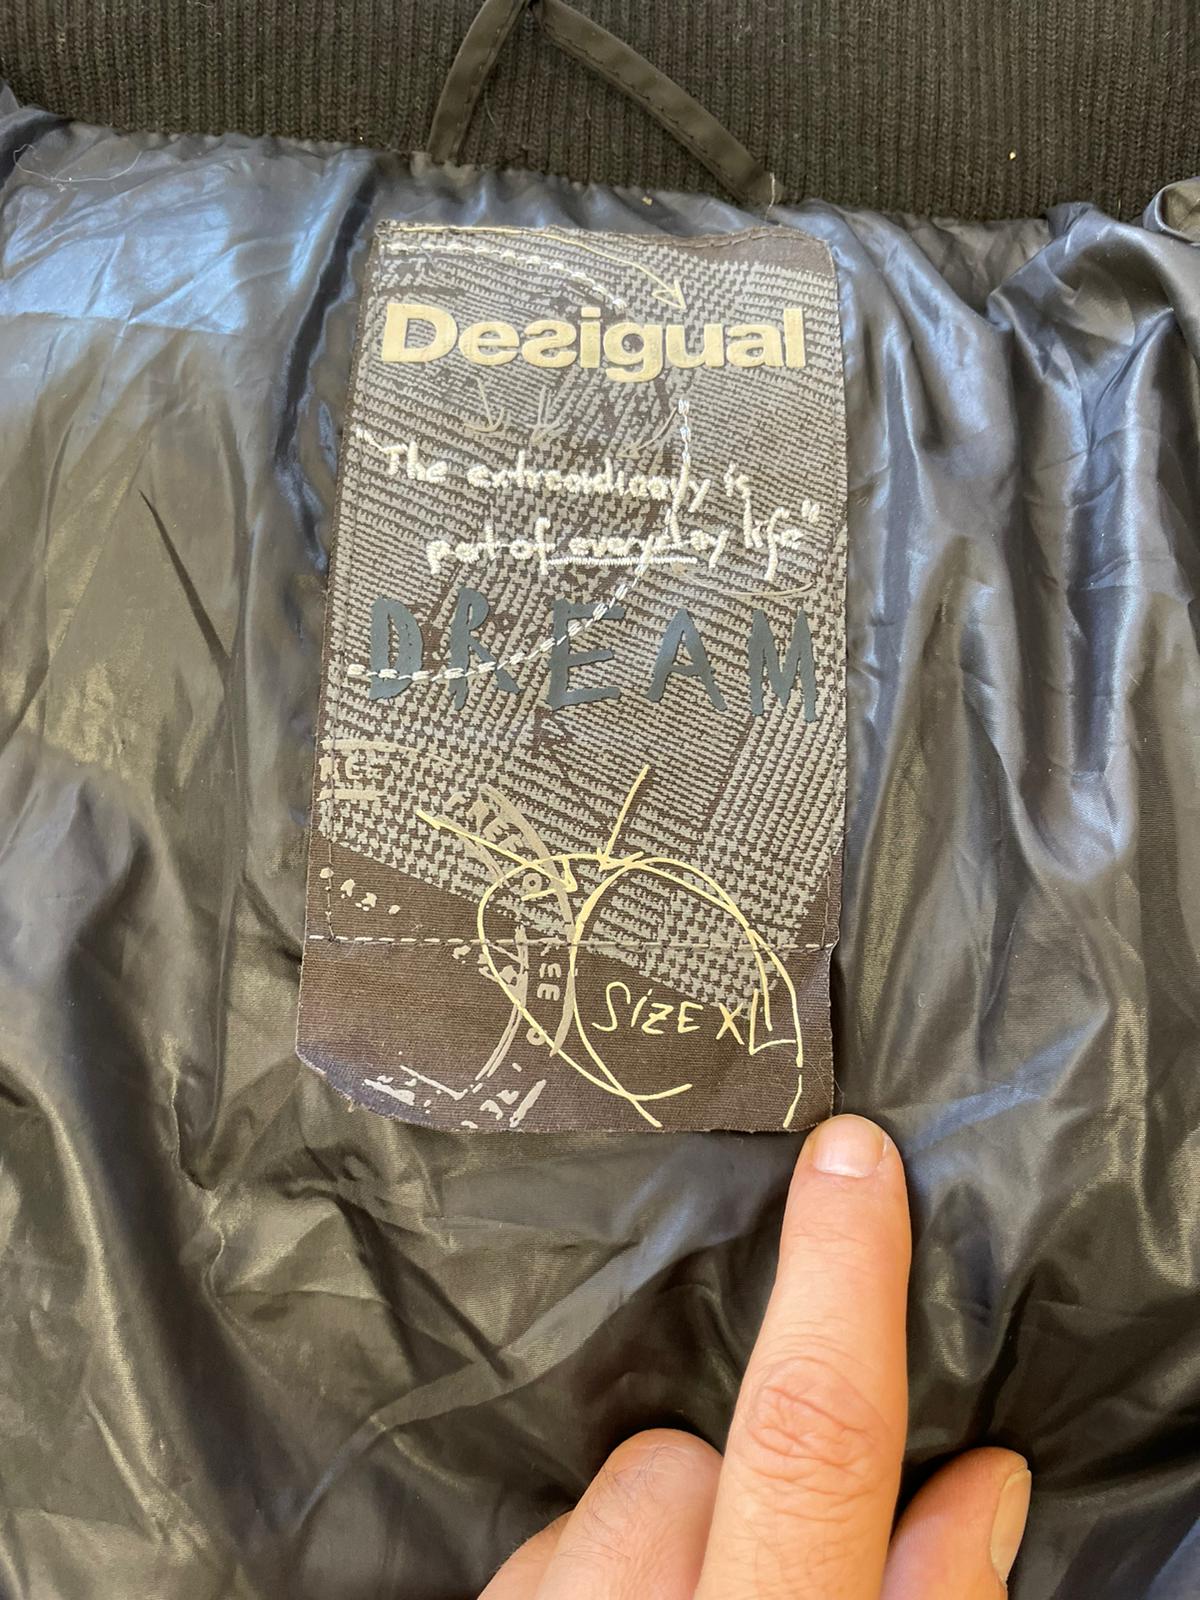 Desigual
"The extraordinary is
part of everyday life"
DREAM
SIZE XL